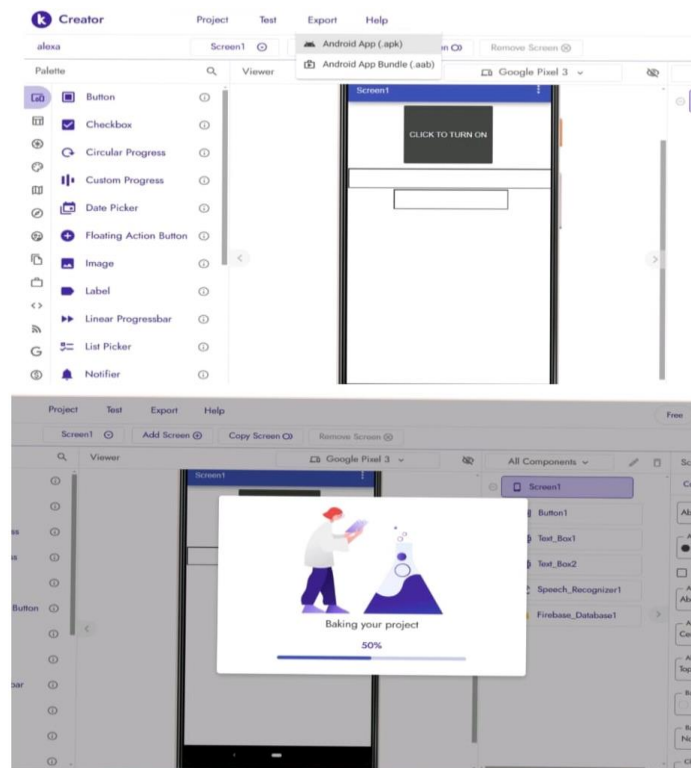 Creator
Project Test Export Help
alexa
Screen1
Android App (.apk)
Remove Screen
Android App Bundle (.aab)
Palette
Viewer
Google Pixel 3
Screen1
Button
CLICK TO TURN ON
Checkbox
Circular Progress
Custom Progress
Date Picker
Floating Action Button
Image
Label
Linear Progressbar
List Picker
Notifier
Project Test Export Help
Free
Screen1 Add Screen Copy Screen Remove Screen
Viewer
Google Pixel 3
All Components
Screen1
Screen1
Button1
Text_Box1
Text_Box2
Speech_Recognizer1
Button
Firebase_Database1
Baking your project
50%